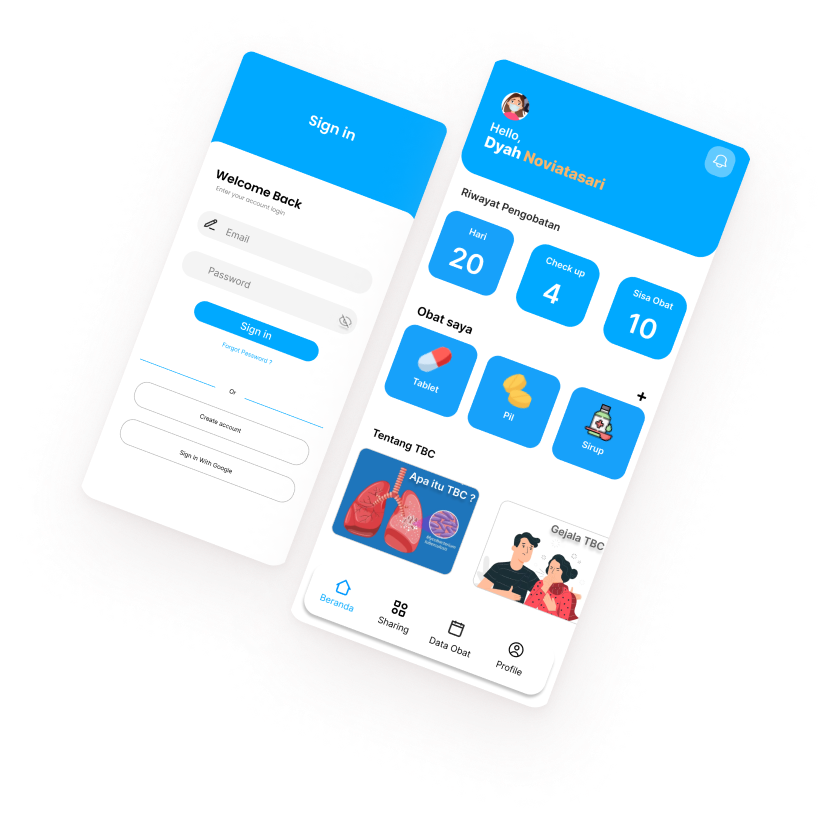 Sign in
Welcome Back
Enter your account login
Email
Password
Sign in
Forgot Password ?
Or
Create account
Sign In With Google
Hello,
Dyah Noviatasari
Riwayat Pengobatan
Hari
20
Check up
4
Sisa Obat
10
Obat saya
+
Tablet
Pil
Sirup
Tentang TBC
Apa itu TBC ?
Mycobacterium
tuberculosis
Gejala TBC
Beranda
Sharing
Data Obat
Profile